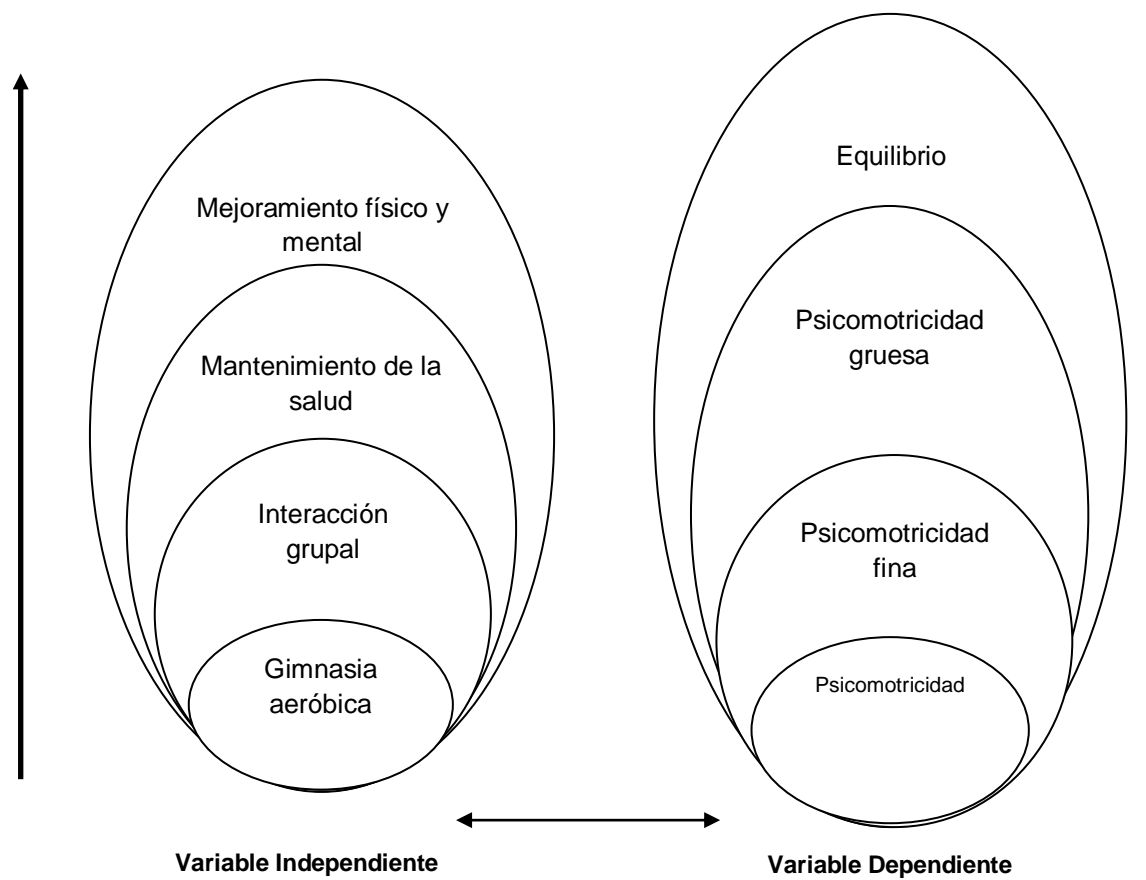 Mejoramiento físico y
mental
Mantenimiento de la
salud
Interacción
grupal
Gimnasia
aeróbica
Variable Independiente
Equilibrio
Psicomotricidad
gruesa
Psicomotricidad
fina
Psicomotricidad
Variable Dependiente